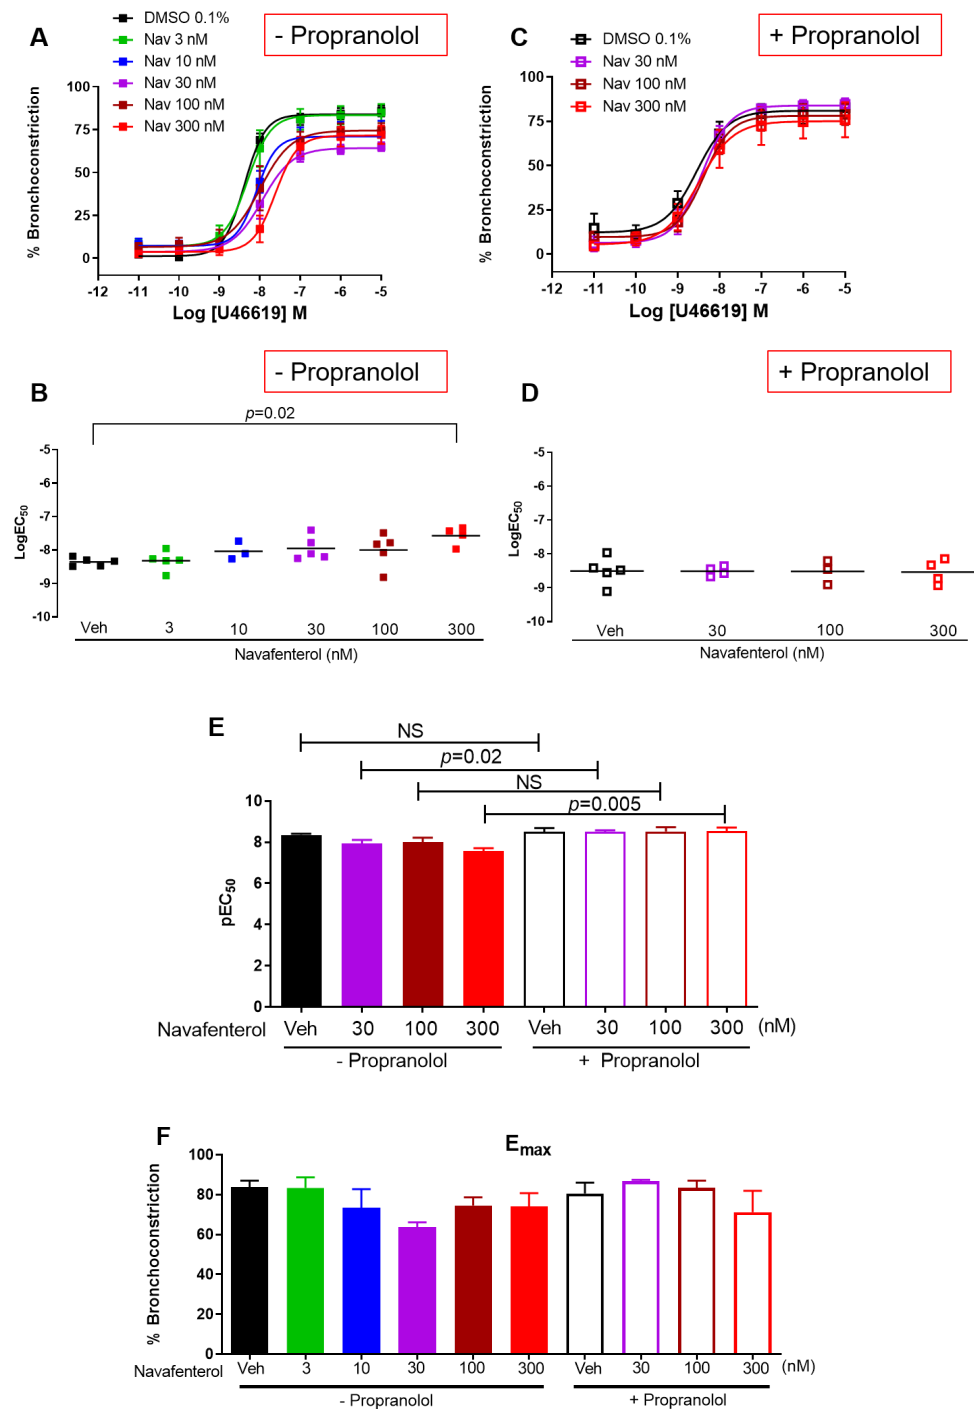 A
DMSO 0.1%
Nav 3 nM
Nav 10 nM
Nav 30 nM
Nav 100 nM
Nav 300 nM
- Propranolol
% Bronchoconstriction
100
75
50
25
0
-12 -11 -10 -9 -8 -7 -6 -5
Log [U46619] M
C
DMSO 0.1%
Nav 30 nM
Nav 100 nM
Nav 300 nM
+ Propranolol
% Bronchoconstriction
100
75
50
25
0
-12 -11 -10 -9 -8 -7 -6 -5
Log [U46619] M
B
- Propranolol
p=0.02
LogEC50
-5
-6
-7
-8
-9
-10
Veh 3 10 30 100 300
Navafenterol (nM)
D
+ Propranolol
LogEC50
-5
-6
-7
-8
-9
-10
Veh 30 100 300
Navafenterol (nM)
E
NS
p=0.02
NS
p=0.005
pEC50
10
8
6
4
2
0
Navafenterol Veh 30 100 300 Veh 30 100 300 (nM)
- Propranolol + Propranolol
F
Emax
% Bronchoconstriction
100
80
60
40
20
0
Navafenterol Veh 3 10 30 100 300 Veh 30 100 300 (nM)
- Propranolol + Propranolol